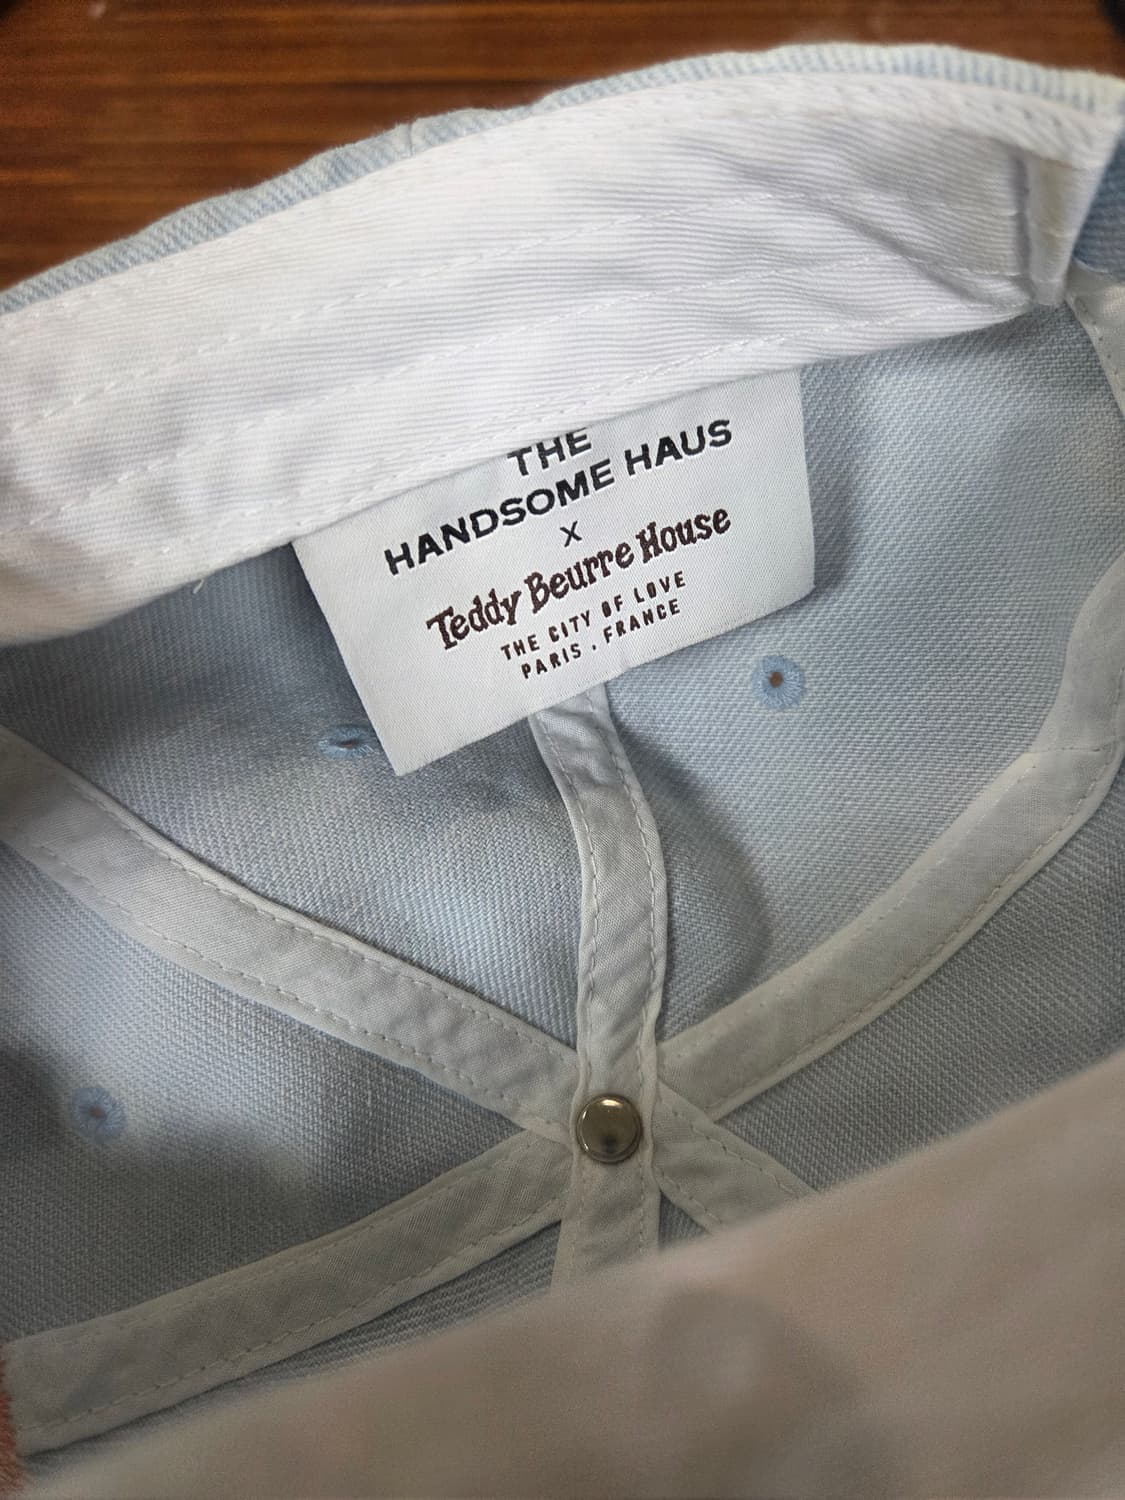 THE
HANDSOME HAUS
X
Teddy Beurre House
THE CITY OF LOVE
PARIS . FRANCE